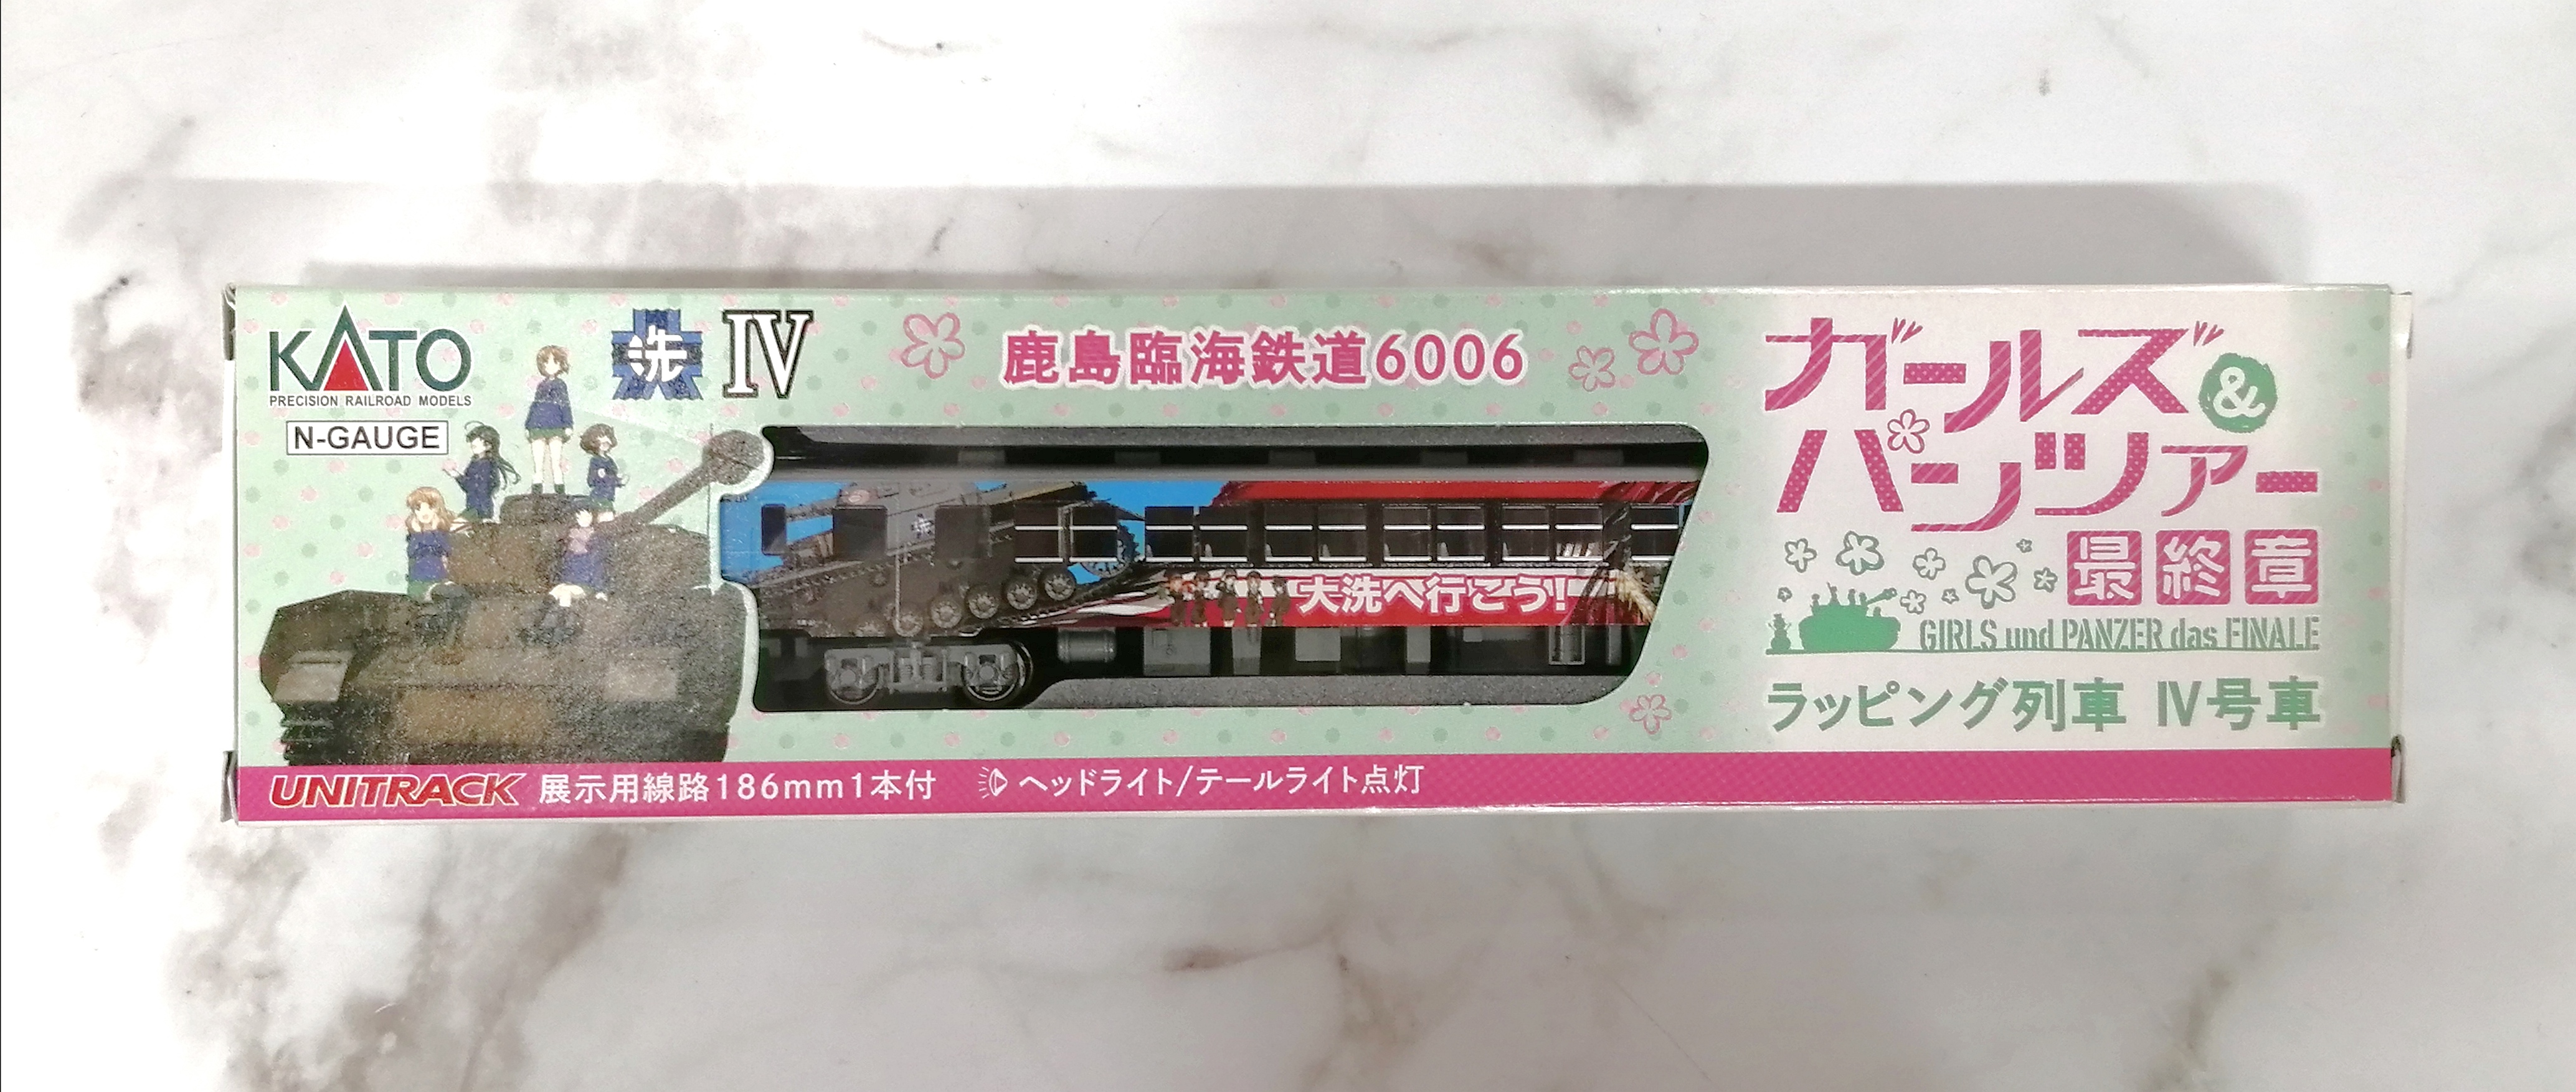 KATO
PRECISION RAILROAD MODELS
N-GAUGE
洗 IV
鹿島臨海鉄道6006
洗
大洗へ行こう!
ガールズ&
パンツァー
最終章
GIRLS und PANZER das FINALE
ラッピング列車 Ⅳ号車
UNITRACK 展示用線路186mm1本付 ヘッドライト/テールライト点灯